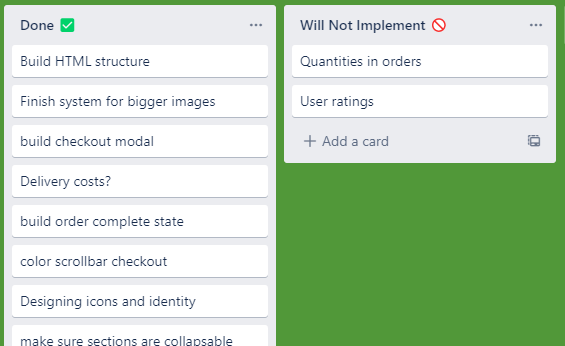 Done ✅
Build HTML structure
Finish system for bigger images
build checkout modal
Delivery costs?
build order complete state
color scrollbar checkout
Designing icons and identity
make sure sections are collapsable
Will Not Implement 🚫
Quantities in orders
User ratings
Add a card